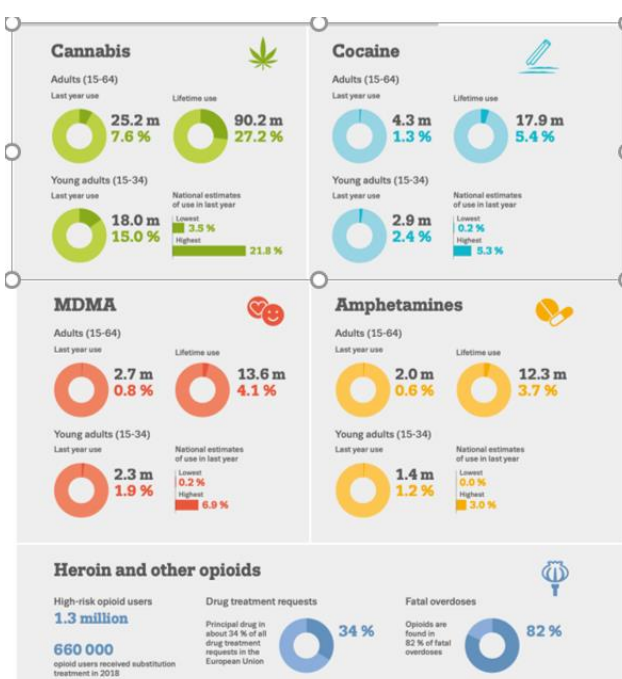 Cannabis
Adults (15-64)
Last year use
25.2 m
7.6 %
Lifetime use
90.2 m
27.2 %
Young adults (15-34)
Last year use
18.0 m
15.0 %
National estimates
of use in last year
Lowest
3.5 %
Highest
21.8 %
Cocaine
Adults (15-64)
Last year use
4.3 m
1.3 %
Lifetime use
17.9 m
5.4 %
Young adults (15-34)
Last year use
2.9 m
2.4 %
National estimates
of use in last year
Lowest
0.2 %
Highest
5.3 %
MDMA
Adults (15-64)
Last year use
2.7 m
0.8 %
Lifetime use
13.6 m
4.1 %
Young adults (15-34)
Last year use
2.3 m
1.9 %
National estimates
of use in last year
Lowest
0.2 %
Highest
6.9 %
Amphetamines
Adults (15-64)
Last year use
2.0 m
0.6 %
Lifetime use
12.3 m
3.7 %
Young adults (15-34)
Last year use
1.4 m
1.2 %
National estimates
of use in last year
Lowest
0.0 %
Highest
3.0 %
Heroin and other opioids
High-risk opioid users
1.3 million
660 000
opioid users received substitution
treatment in 2018
Drug treatment requests
Principal drug in
about 34 % of all
drug treatment
requests in the
European Union
34 %
Fatal overdoses
Opioids are
found in
82 % of fatal
overdoses
82 %